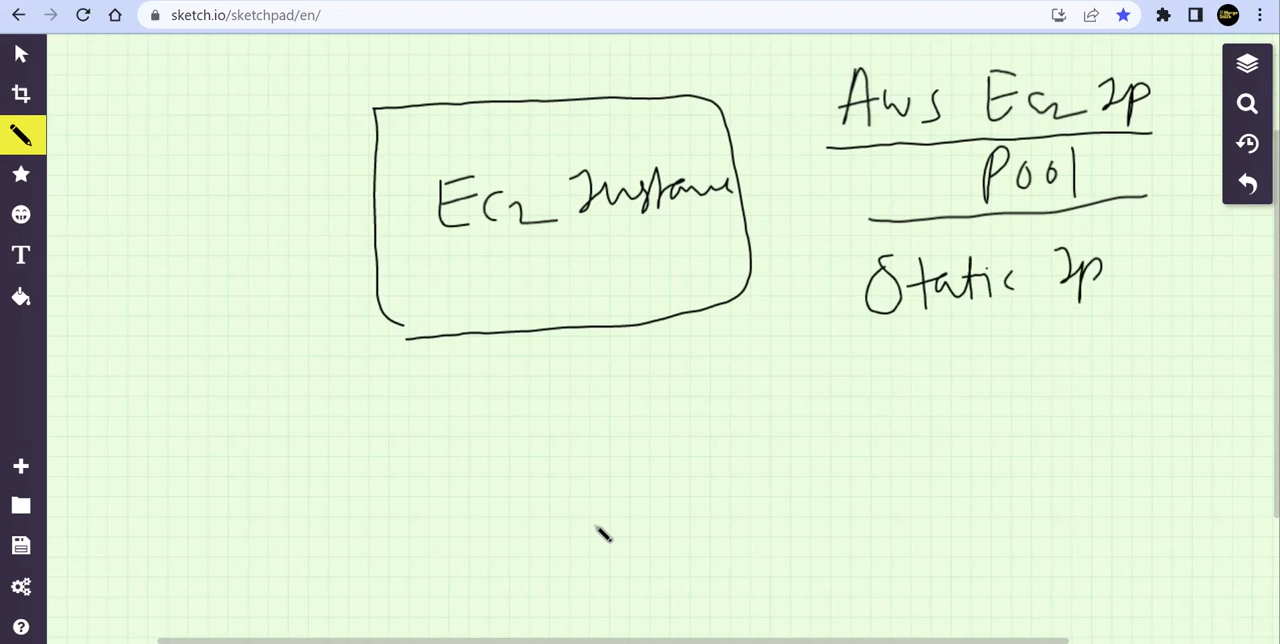 sketch.io/sketchpad/en/
Aws Ec2 Ip
Pool
Ec2 Instance
Static Ip
T
?